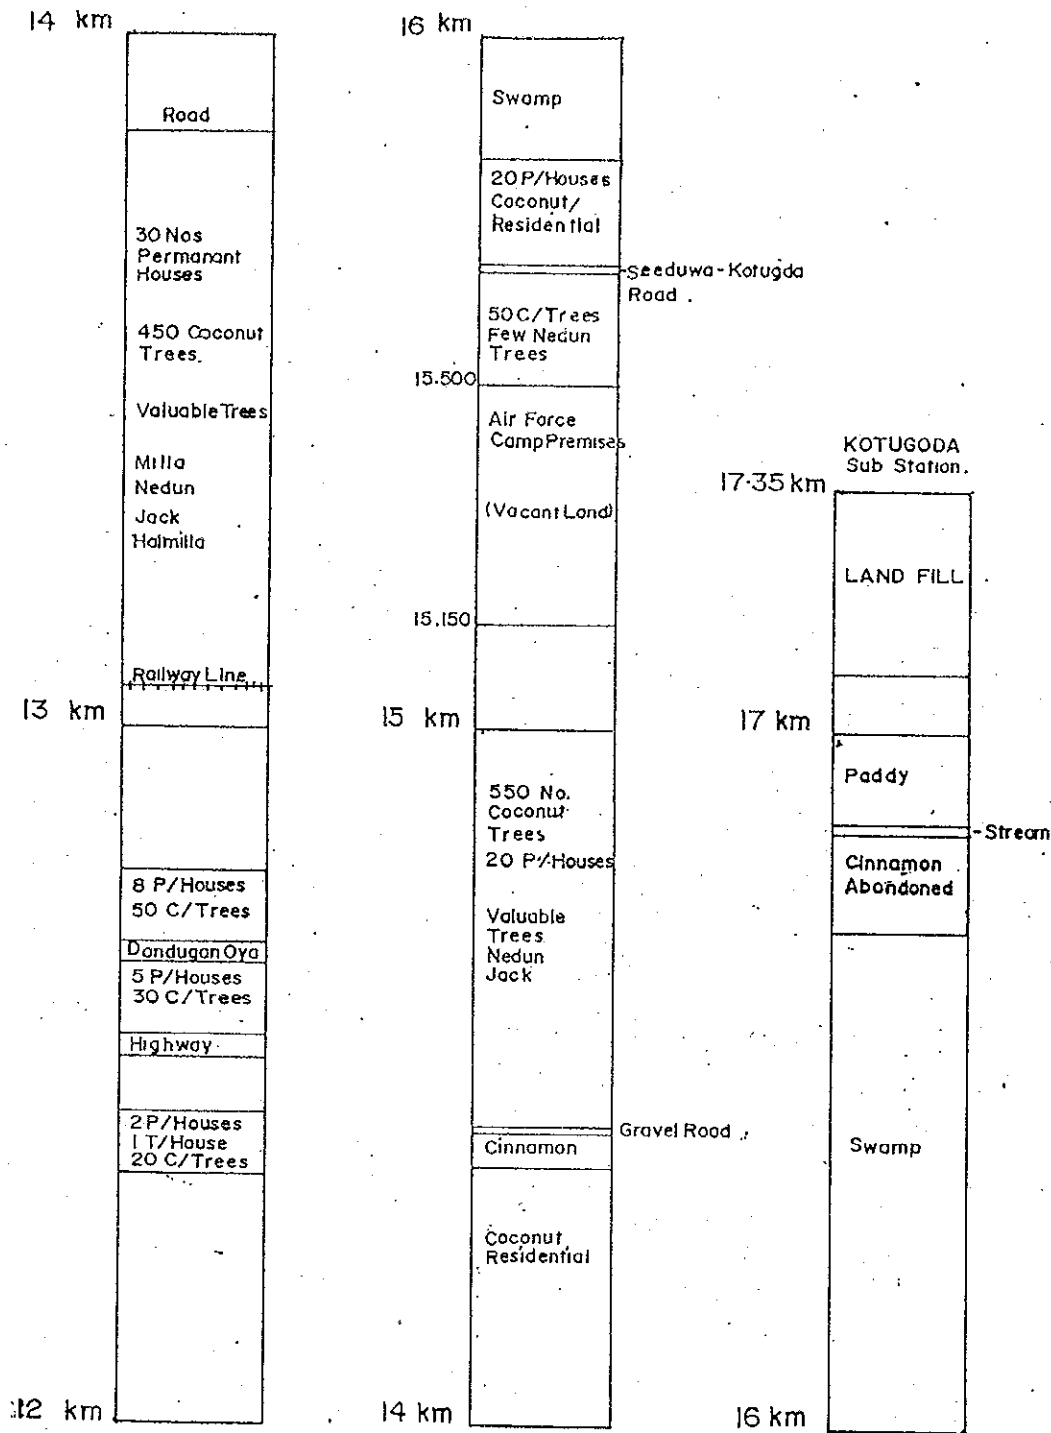 14 km
Road
30 Nos
Permanant
Houses
450 Coconut
Trees.
Valuable Trees
Milla
Nedun
Jack
Halmilla
Railway Line
13 km
8 P/Houses
50 C/Trees
Dandugan Oya
5 P/Houses
30 C/Trees
Highway
2 P/Houses
1 T/House
20 C/Trees
12 km
16 km
Swamp
20 P/Houses
Coconut/
Residential
Seeduwa-Kotugda
Road.
50 C/Trees
Few Nedun
Trees
15.500
Air Force
Camp Premises
(Vacant Land)
15.150
15 km
550 No.
Coconut
Trees
20 P/Houses
Valuable
Trees
Nedun
Jack
Gravel Road
Cinnamon
Coconut
Residential
14 km
KOTUGODA
Sub Station.
17.35 km
LAND FILL
17 km
Paddy
Stream
Cinnamon
Abandoned
Swamp
16 km